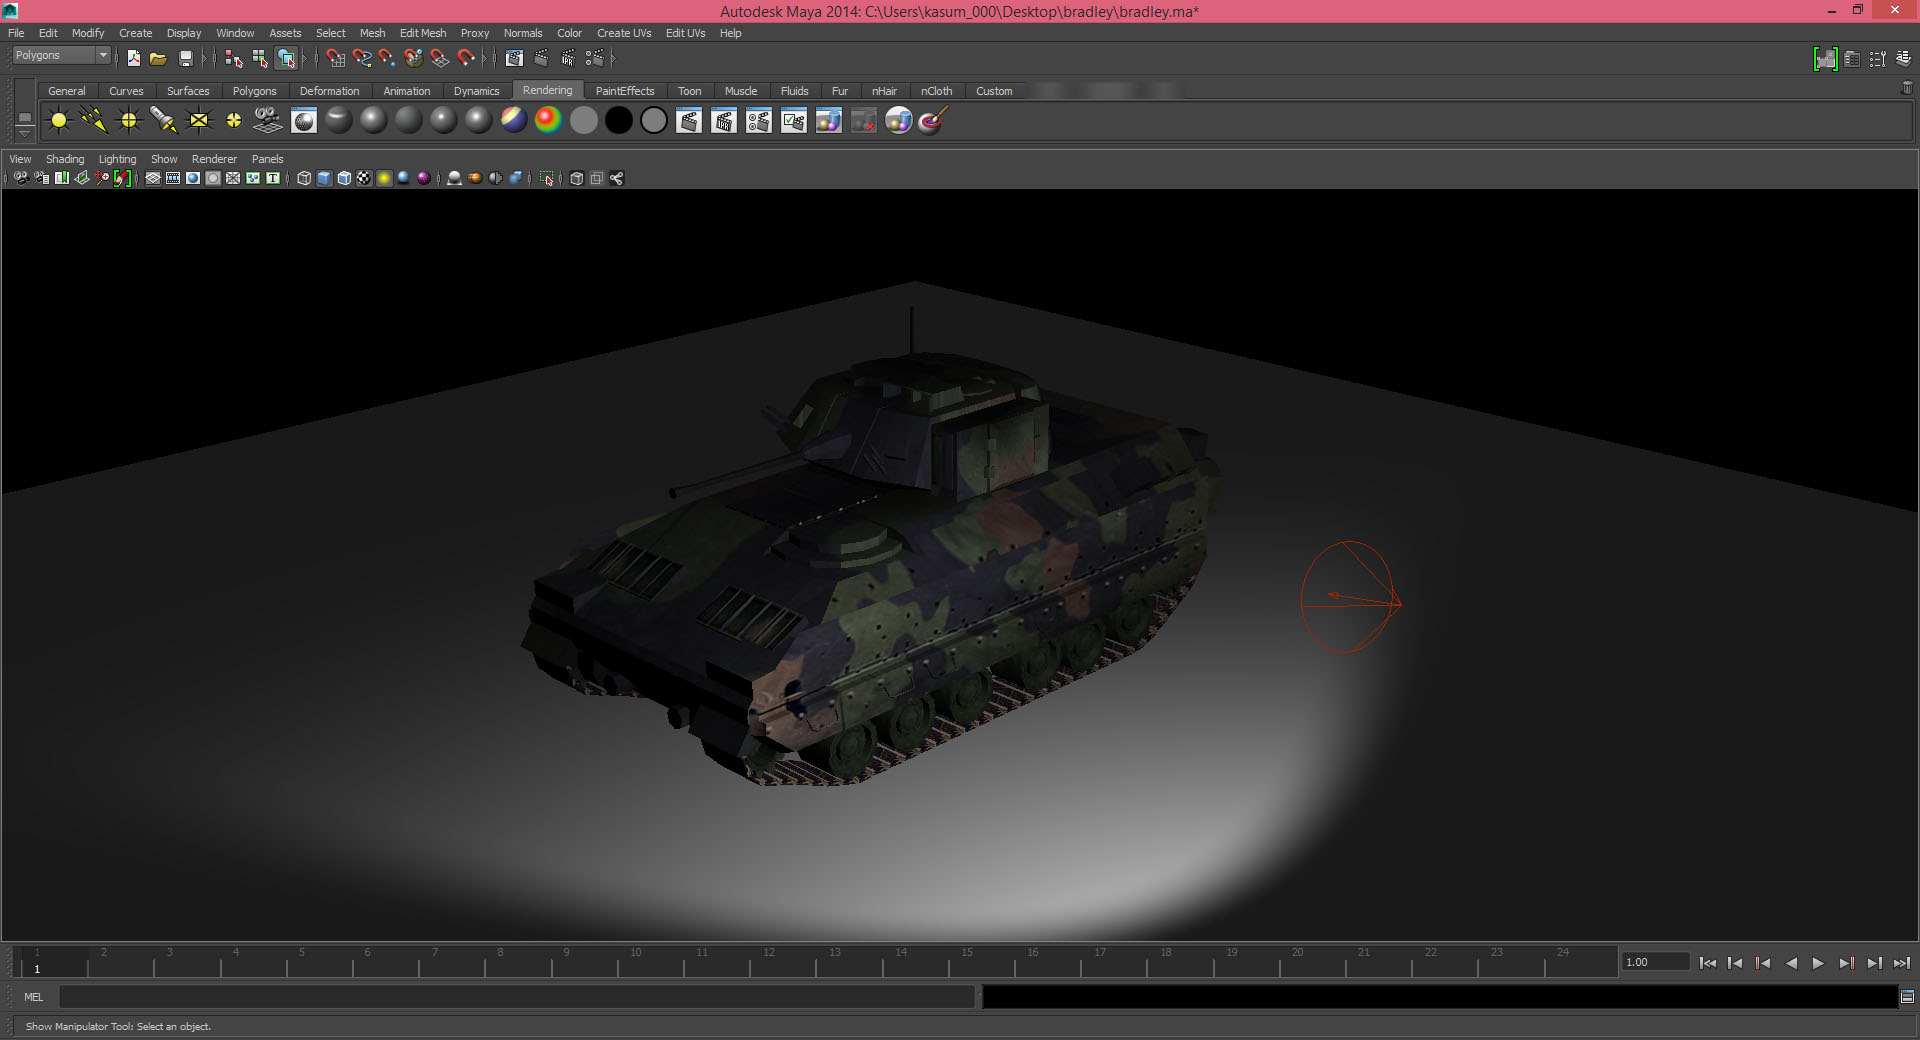 Autodesk Maya 2014: C:\Users\kasum_000\Desktop\bradley\bradley.ma*
File Edit Modify Create Display Window Assets Select Mesh Edit Mesh Proxy Normals Color Create UVs Edit UVs Help
Polygons
General Curves Surfaces Polygons Deformation Animation Dynamics Rendering PaintEffects Toon Muscle Fluids Fur nHair nCloth Custom
View Shading Lighting Show Renderer Panels
1 2 3 4 5 6 7 8 9 10 11 12 13 14 15 16 17 18 19 20 21 22 23 24
1 1.00
MEL
Show Manipulator Tool: Select an object.